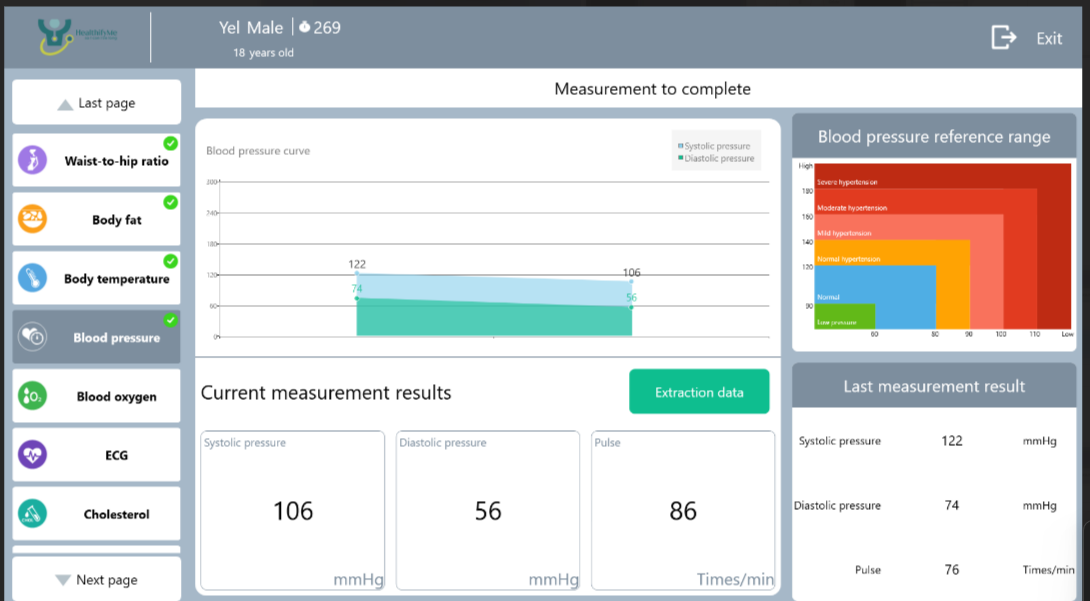 HealthifyMe
Yel Male 269
18 years old
Exit
Last page
Waist-to-hip ratio
Body fat
Body temperature
Blood pressure
Blood oxygen
ECG
Cholesterol
Next page
Measurement to complete
Blood pressure curve
Systolic pressure
Diastolic pressure
300
240
180
120
60
0
122
106
74
56
Current measurement results
Extraction data
Systolic pressure
106
mmHg
Diastolic pressure
56
mmHg
Pulse
86
Times/min
Blood pressure reference range
High
180
160
140
120
90
Severe hypertension
Moderate hypertension
Mild hypertension
Normal hypertension
Normal
Low pressure
60
80
90
100
110
Low
Last measurement result
Systolic pressure 122 mmHg
Diastolic pressure 74 mmHg
Pulse 76 Times/min